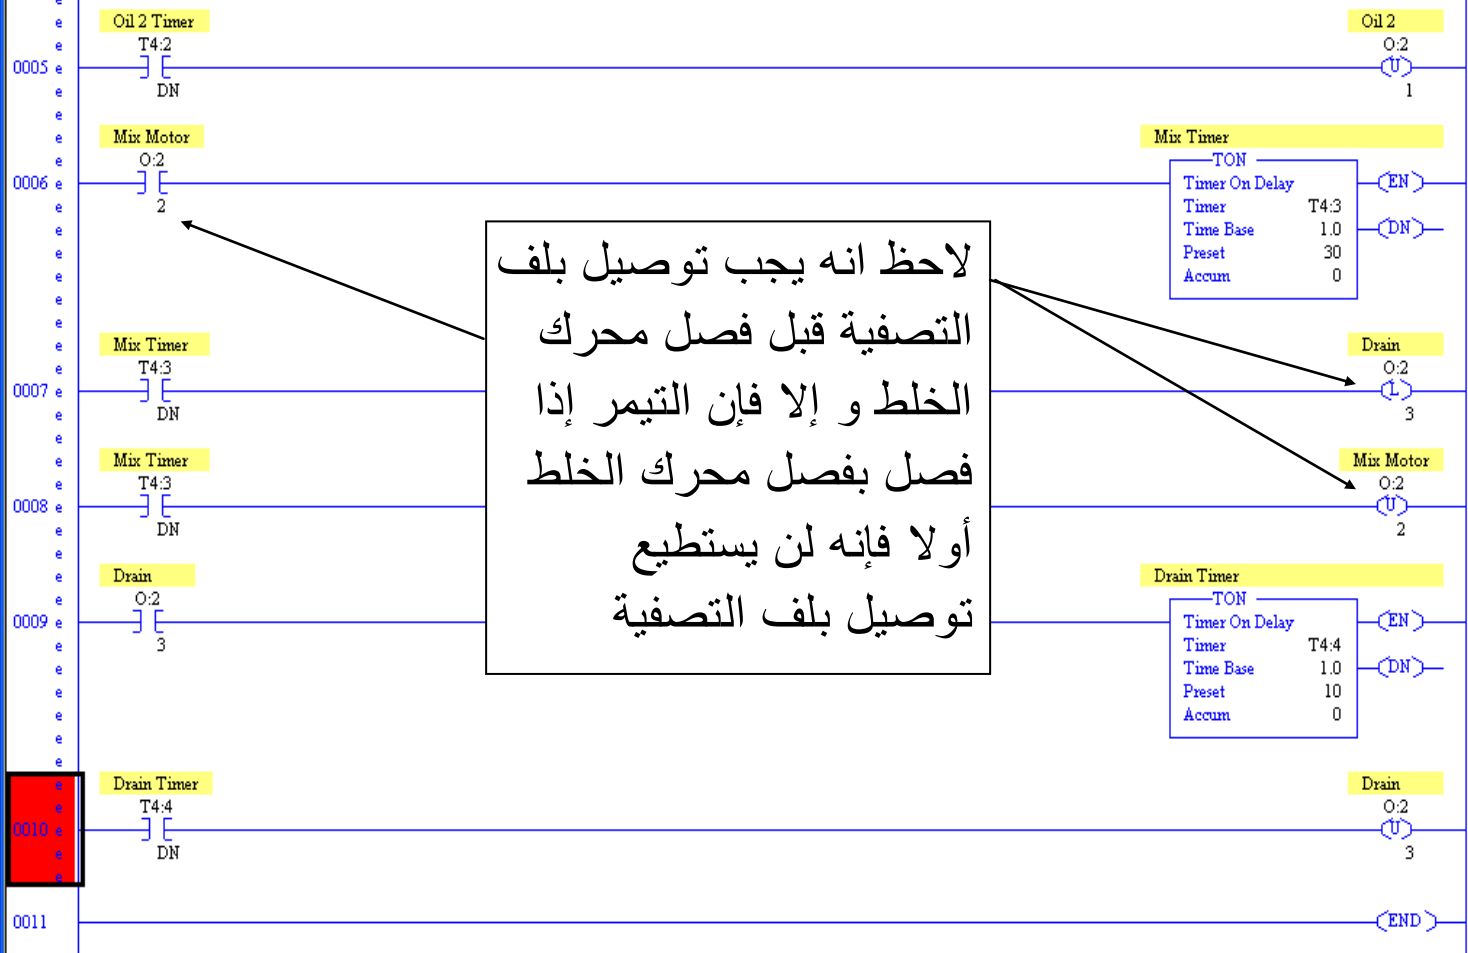 Oil 2 Timer
Oil 2
T4:2
O:2
0005
U
DN
1
Mix Motor
Mix Timer
O:2
TON
0006
Timer On Delay
EN
2
Timer T4:3
Time Base 1.0
DN
Preset 30
Accum 0
لاحظ انه يجب توصيل بلف
التصفية قبل فصل محرك
الخلط و إلا فإن التيمر إذا
فصل بفصل محرك الخلط
أولا فإنه لن يستطيع
توصيل بلف التصفية
Mix Timer
Drain
T4:3
O:2
0007
L
DN
3
Mix Timer
Mix Motor
T4:3
O:2
0008
U
DN
2
Drain
Drain Timer
O:2
TON
0009
Timer On Delay
EN
3
Timer T4:4
Time Base 1.0
DN
Preset 10
Accum 0
Drain Timer
Drain
T4:4
O:2
0010
U
DN
3
0011
END
e e e e e e e e e e e e e e e e e e e e e e e e e e e e e e e e e e e e e e